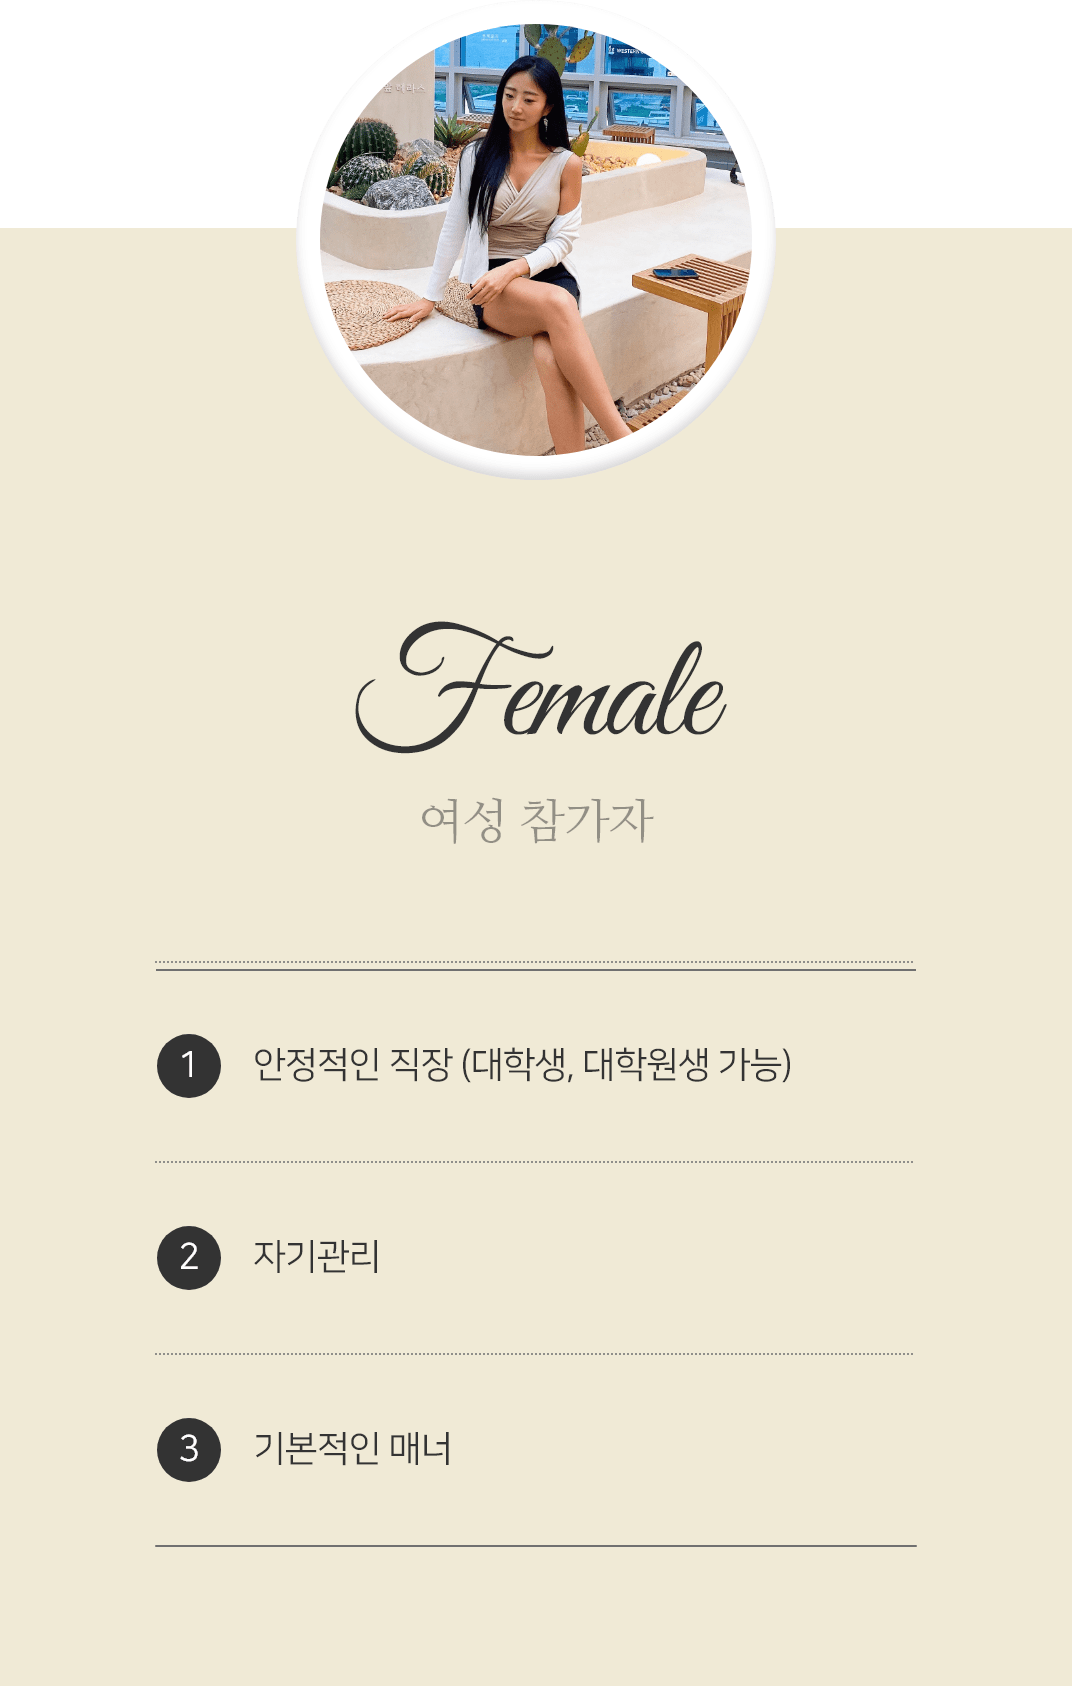 WESTERN
Female
여성 참가자
1 안정적인 직장 (대학생, 대학원생 가능)
2 자기관리
3 기본적인 매너